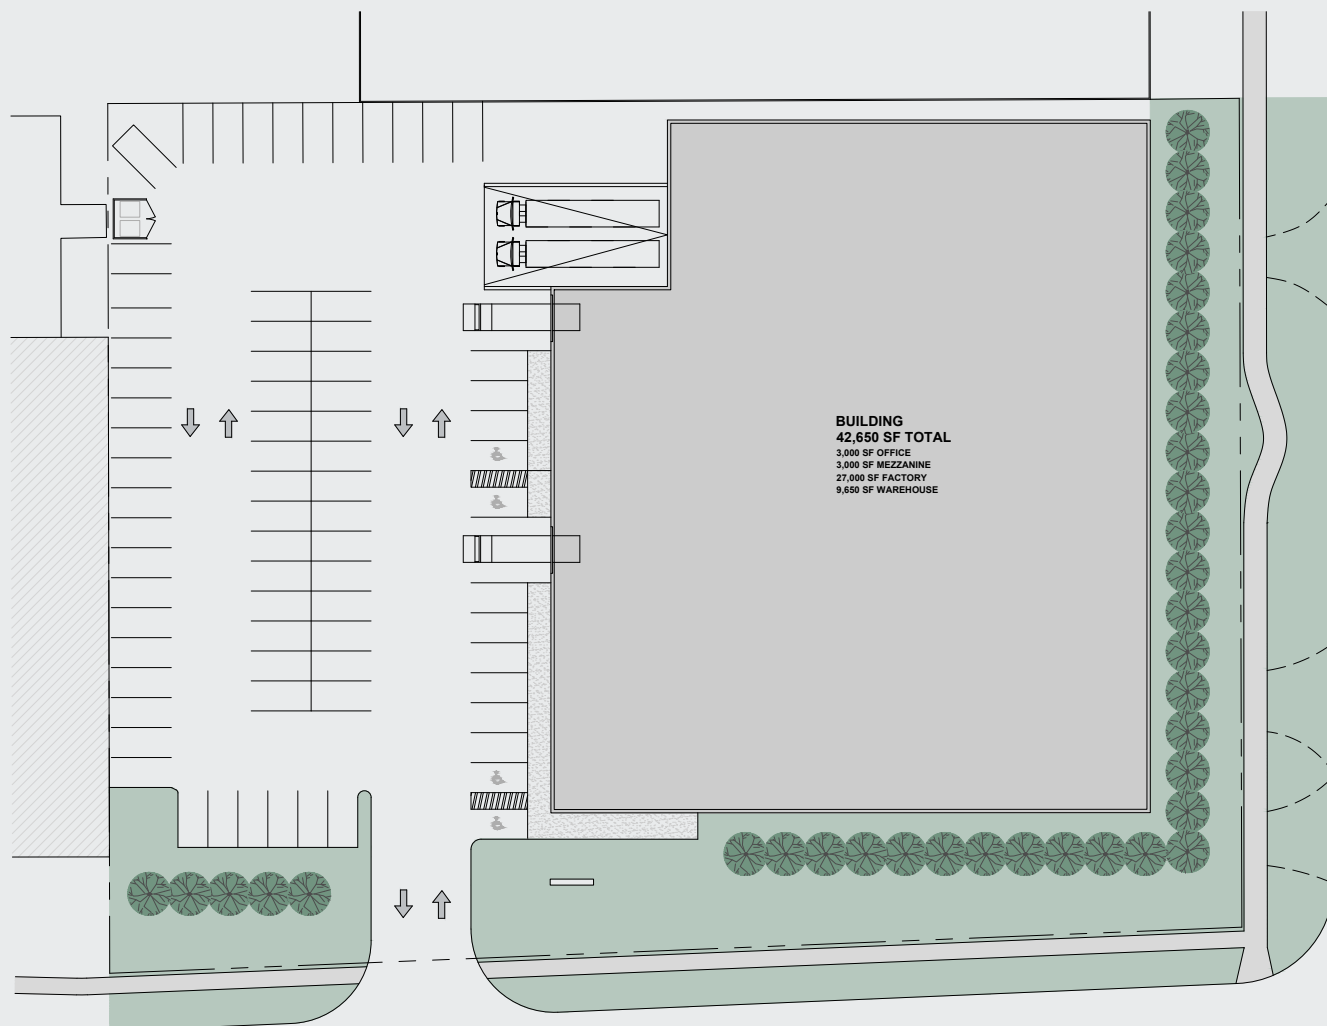 BUILDING
42,650 SF TOTAL
3,000 SF OFFICE
3,000 SF MEZZANINE
27,000 SF FACTORY
9,650 SF WAREHOUSE